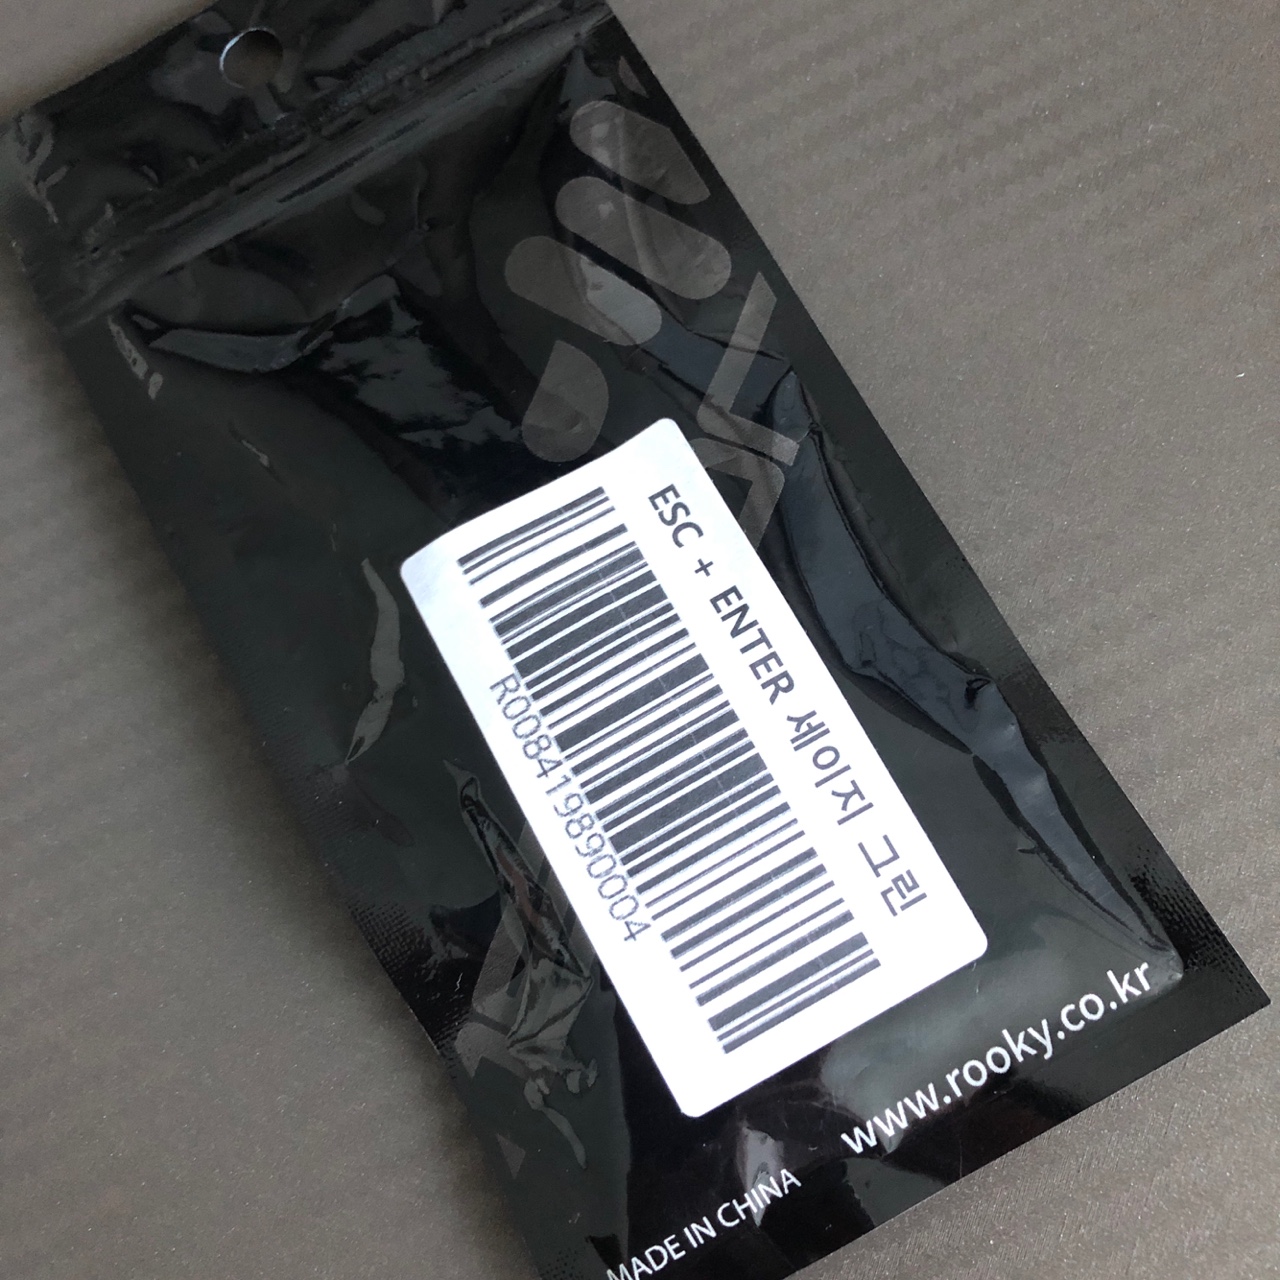 ESC + ENTER 세이지 그린
R008419890004
www.rooky.co.kr
MADE IN CHINA